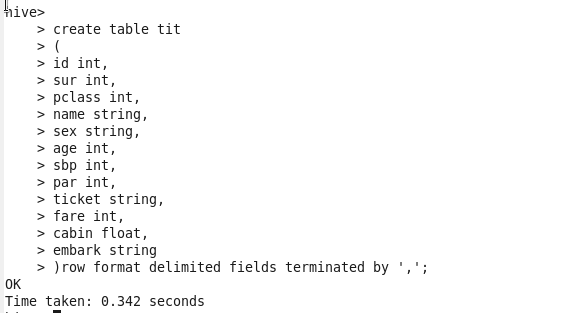 hive>
    > create table tit
    > (
    > id int,
    > sur int,
    > pclass int,
    > name string,
    > sex string,
    > age int,
    > sbp int,
    > par int,
    > ticket string,
    > fare int,
    > cabin float,
    > embark string
    > )row format delimited fields terminated by ',';
OK
Time taken: 0.342 seconds